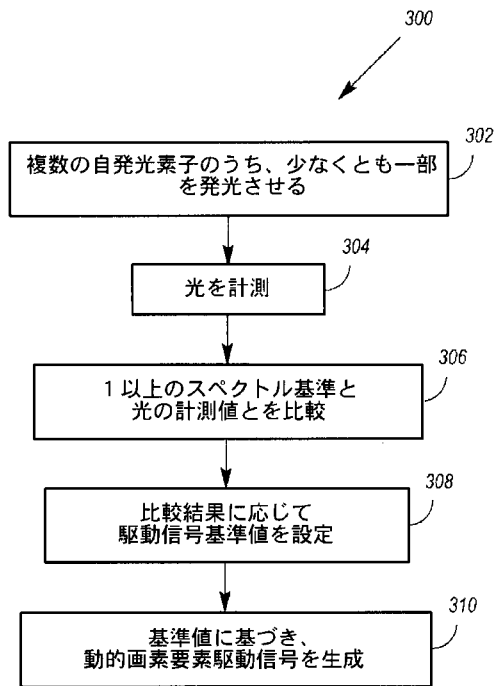 300
302
複数の自発光素子のうち、少なくとも一部
を発光させる
304
光を計測
306
1以上のスペクトル基準と
光の計測値とを比較
308
比較結果に応じて
駆動信号基準値を設定
310
基準値に基づき、
動的画素要素駆動信号を生成